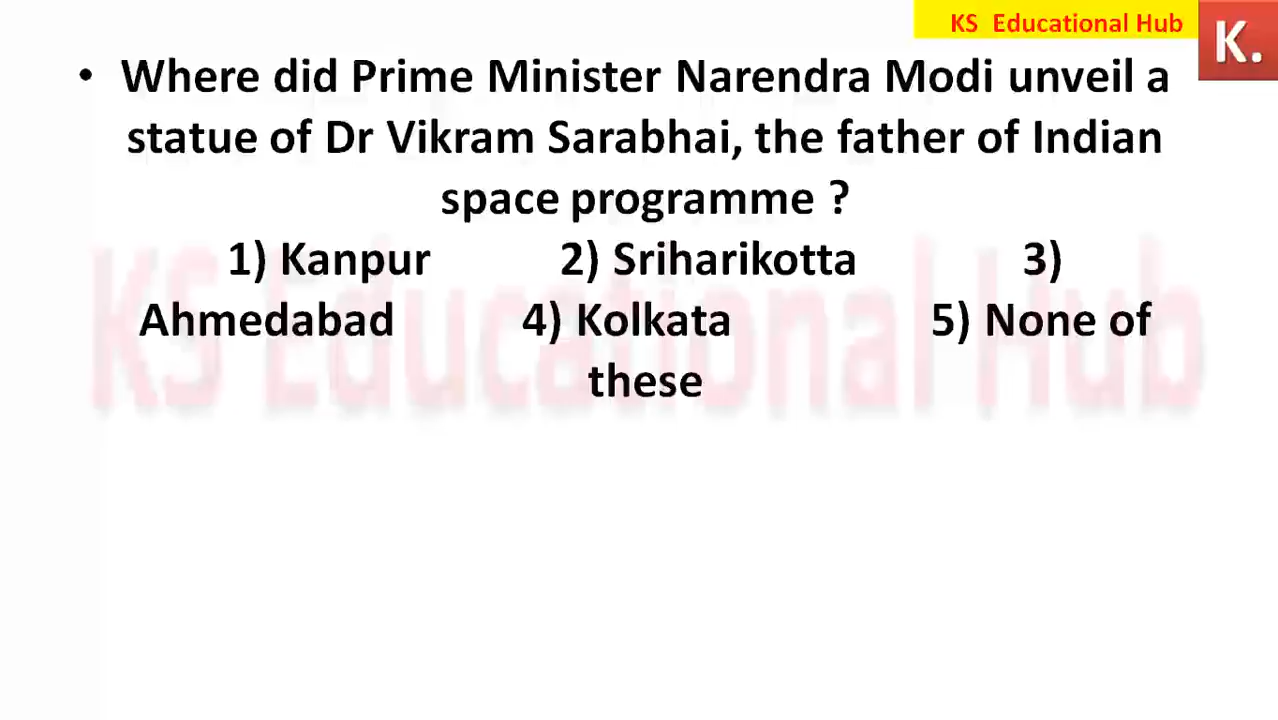 KS Educational Hub
K.
• Where did Prime Minister Narendra Modi unveil a
statue of Dr Vikram Sarabhai, the father of Indian
space programme ?
1) Kanpur 2) Sriharikotta 3)
Ahmedabad 4) Kolkata 5) None of
these
KS Educational Hub